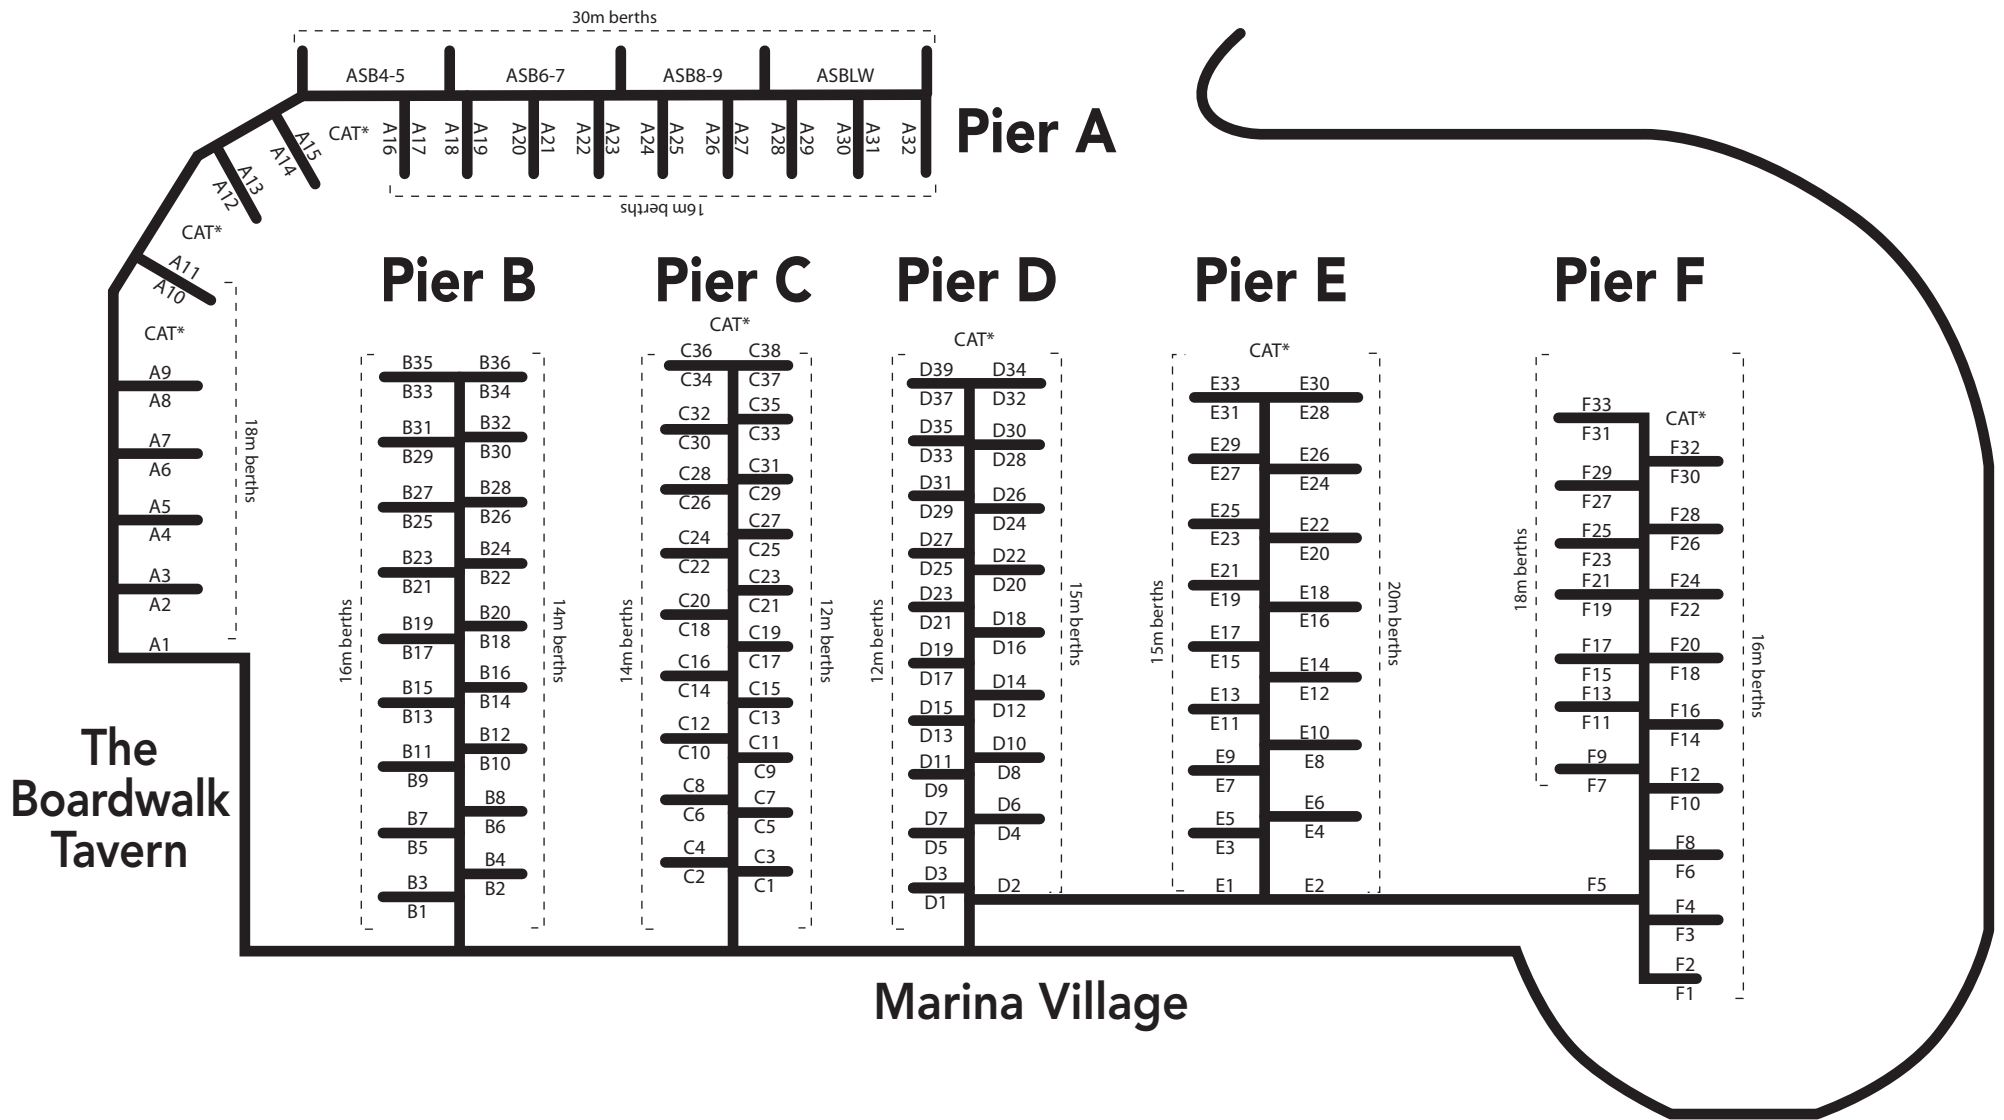 30m berths
ASB4-5
ASB6-7
ASB8-9
ASBLW
Pier A
CAT*
A16
A17
A18
A19
A20
A21
A22
A23
A24
A25
A26
A27
A28
A29
A30
A31
A32
16m berths
A15
A14
A13
A12
CAT*
A11
A10
CAT*
A9
A8
A7
A6
A5
A4
A3
A2
A1
18m berths
The
Boardwalk
Tavern
Pier B
B35
B33
B31
B29
B27
B25
B23
B21
B19
B17
B15
B13
B11
B9
B7
B5
B3
B1
16m berths
B36
B34
B32
B30
B28
B26
B24
B22
B20
B18
B16
B14
B12
B10
B8
B6
B4
B2
14m berths
Pier C
CAT*
C36
C34
C32
C30
C28
C26
C24
C22
C20
C18
C16
C14
C12
C10
C8
C6
C4
C2
14m berths
C38
C37
C35
C33
C31
C29
C27
C25
C23
C21
C19
C17
C15
C13
C11
C9
C7
C5
C3
C1
12m berths
Pier D
CAT*
D39
D37
D35
D33
D31
D29
D27
D25
D23
D21
D19
D17
D15
D13
D11
D9
D7
D5
D3
D1
12m berths
D34
D32
D30
D28
D26
D24
D22
D20
D18
D16
D14
D12
D10
D8
D6
D4
D2
15m berths
Pier E
CAT*
E33
E31
E29
E27
E25
E23
E21
E19
E17
E15
E13
E11
E9
E7
E5
E3
E1
15m berths
E30
E28
E26
E24
E22
E20
E18
E16
E14
E12
E10
E8
E6
E4
E2
20m berths
Pier F
F33
F31
F29
F27
F25
F23
F21
F19
F17
F15
F13
F11
F9
F7
F5
18m berths
CAT*
F32
F30
F28
F26
F24
F22
F20
F18
F16
F14
F12
F10
F8
F6
F4
F3
F2
F1
16m berths
Marina Village